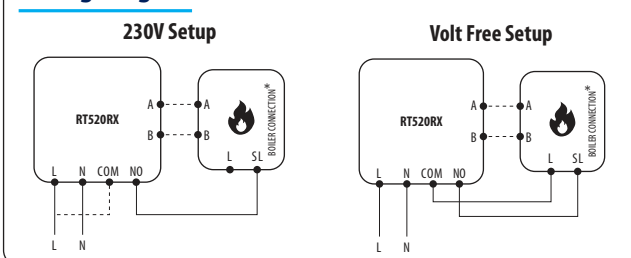 230V Setup
Volt Free Setup
A A
B B
RT520RX
BOILER CONNECTION*
L N COM NO
L SL
L N
A A
B B
RT520RX
BOILER CONNECTION*
L N COM NO
L SL
L N